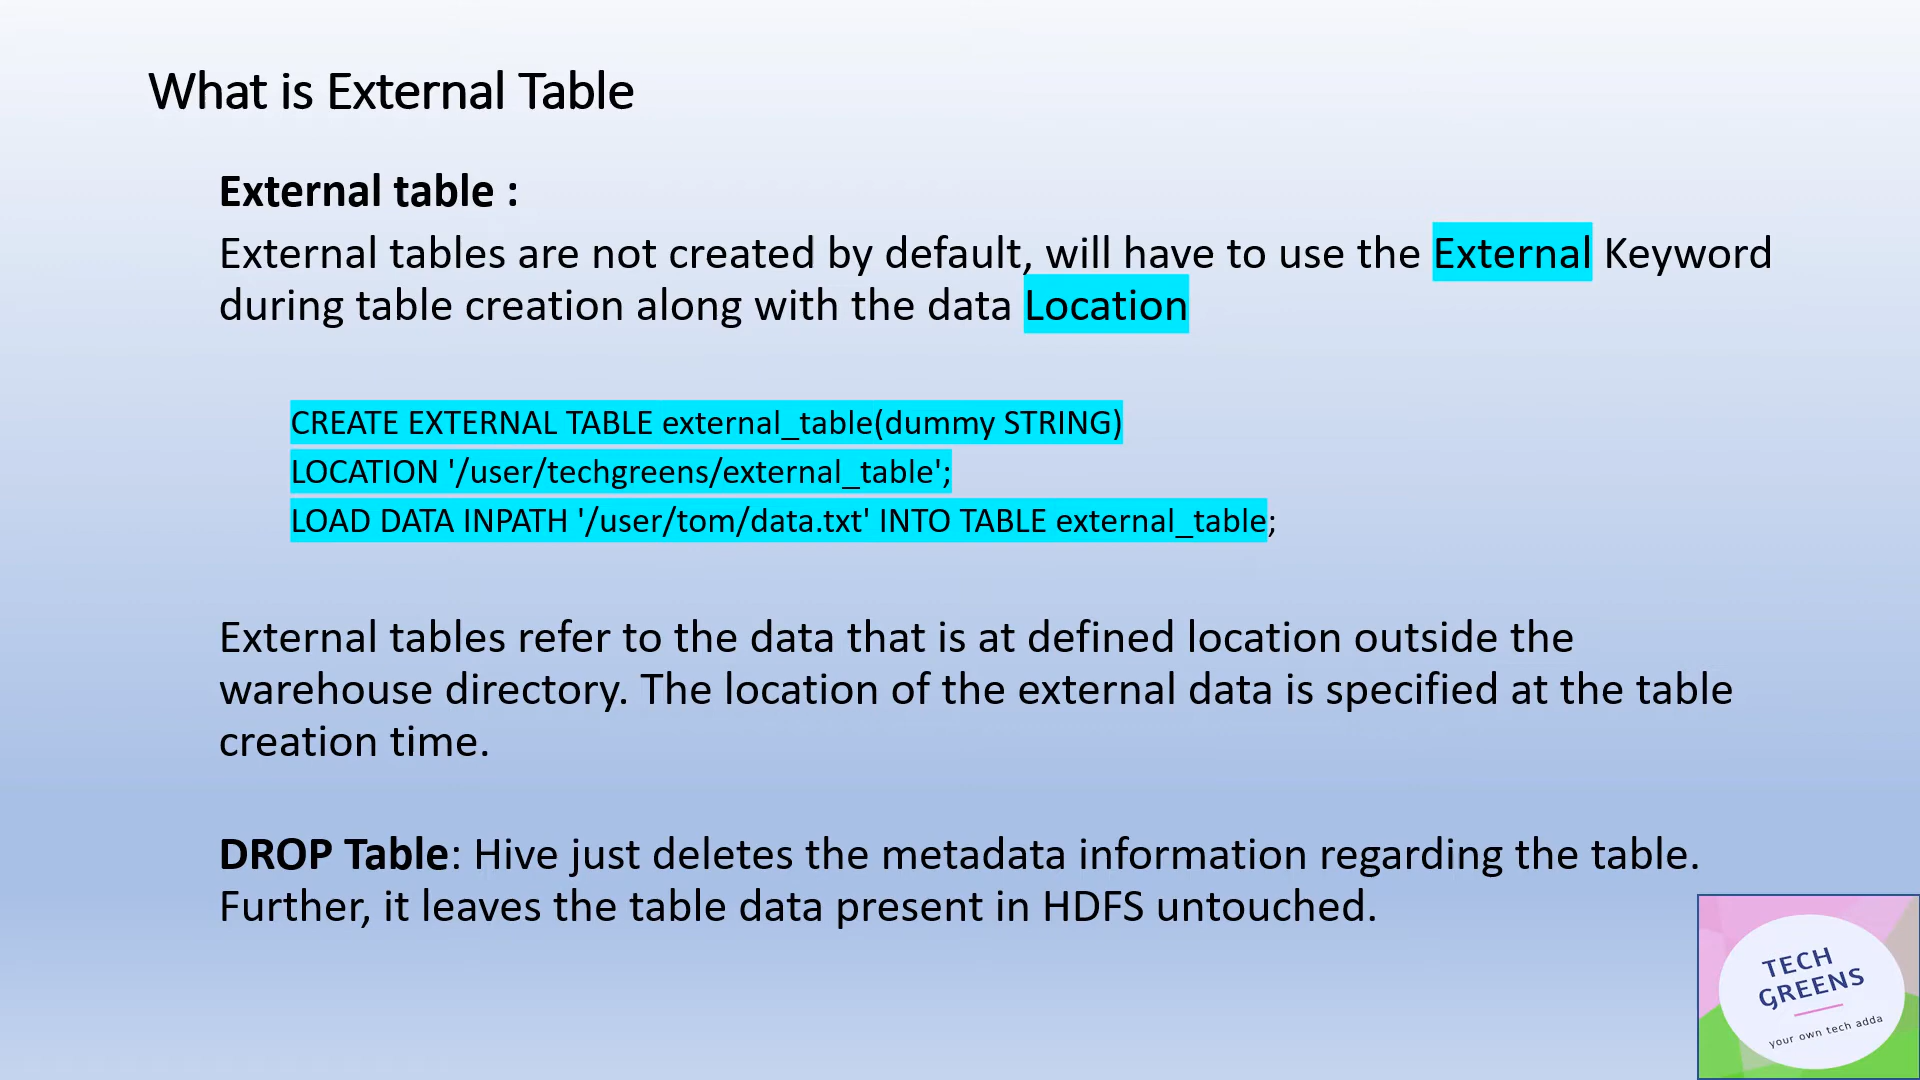 What is External Table
External table :
External tables are not created by default, will have to use the External Keyword
during table creation along with the data Location
CREATE EXTERNAL TABLE external_table(dummy STRING)
LOCATION '/user/techgreens/external_table';
LOAD DATA INPATH '/user/tom/data.txt' INTO TABLE external_table;
External tables refer to the data that is at defined location outside the
warehouse directory. The location of the external data is specified at the table
creation time.
DROP Table: Hive just deletes the metadata information regarding the table.
Further, it leaves the table data present in HDFS untouched.
TECH
GREENS
your own tech adda